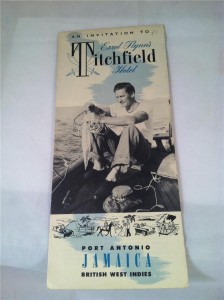 AN INVITATION TO
Errol Flynn's
Titchfield
Hotel
PORT ANTONIO
JAMAICA
BRITISH WEST INDIES